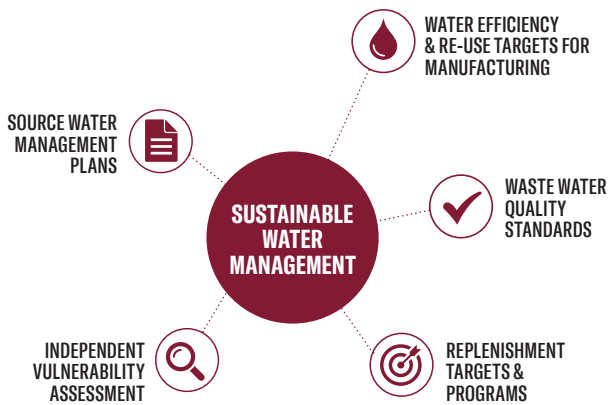 WATER EFFICIENCY
& RE-USE TARGETS FOR
MANUFACTURING
SOURCE WATER
MANAGEMENT
PLANS
SUSTAINABLE
WATER
MANAGEMENT
WASTE WATER
QUALITY
STANDARDS
INDEPENDENT
VULNERABILITY
ASSESSMENT
REPLENISHMENT
TARGETS &
PROGRAMS